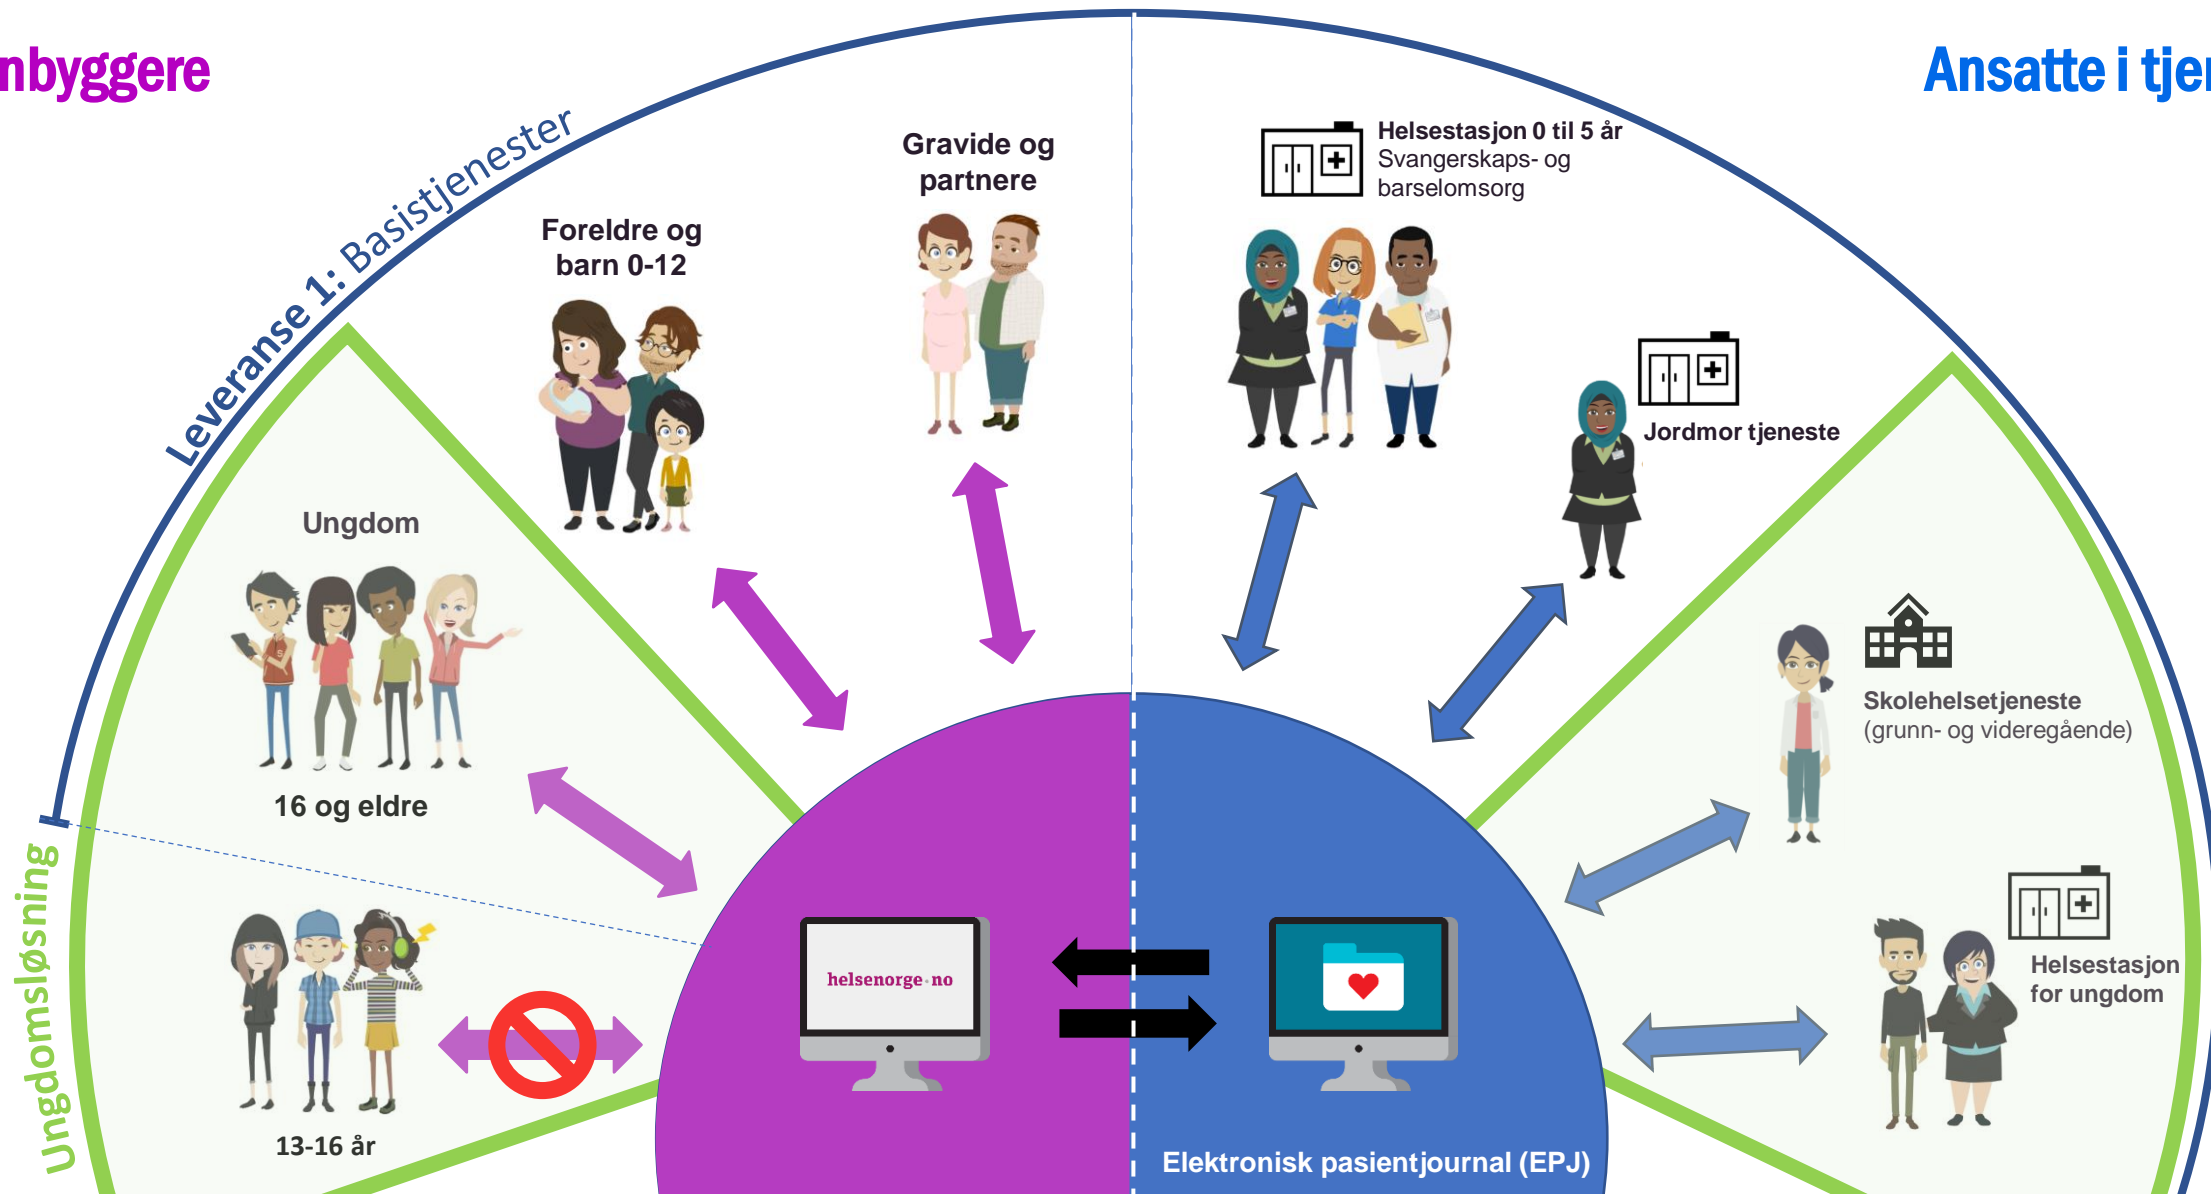 nbyggere
Ansatte i tjen
Leveranse 1: Basistjenester
Gravide og
partnere
Foreldre og
barn 0-12
Helsestasjon 0 til 5 år
Svangerskaps- og
barselomsorg
Jordmor tjeneste
Ungdom
16 og eldre
Skolehelsetjeneste
(grunn- og videregående)
Ungdomsløsning
13-16 år
helsenorge.no
Helsestasjon
for ungdom
Elektronisk pasientjournal (EPJ)